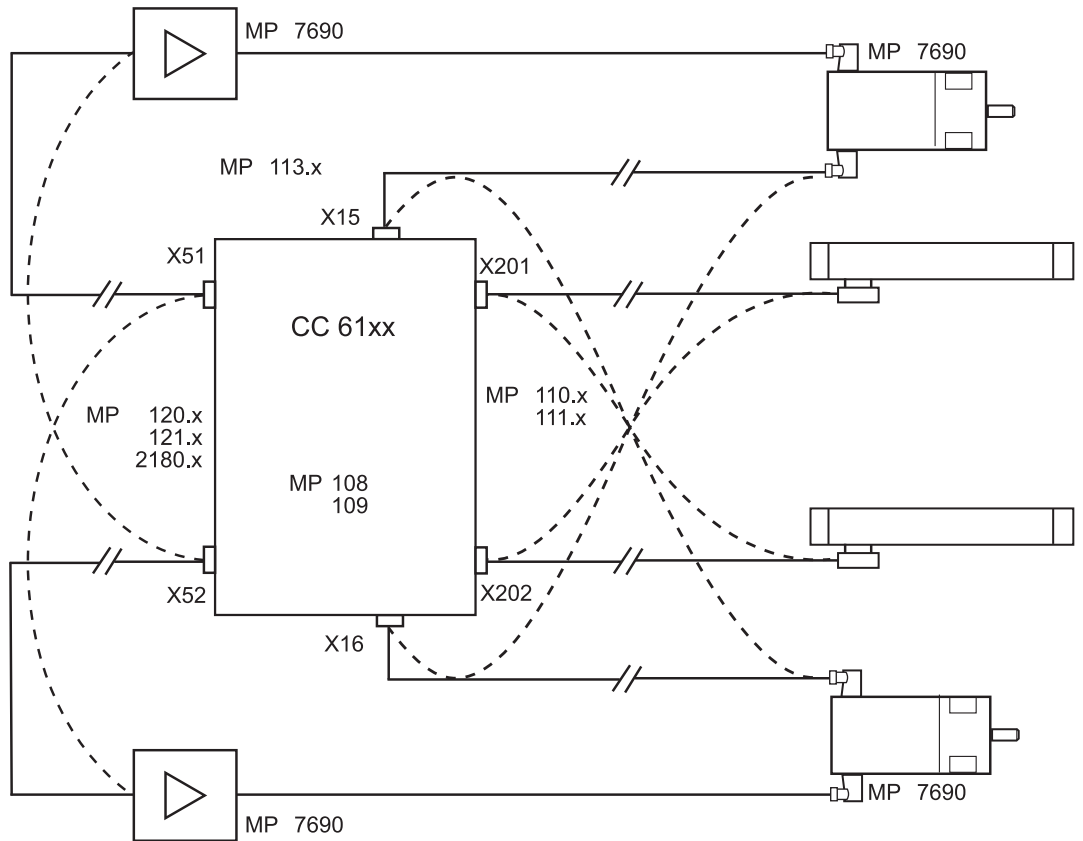 MP 7690
MP 7690
MP 113.x
X15
X51
X201
CC 61xx
MP 110.x
111.x
MP 120.x
121.x
2180.x
MP 108
109
X52
X202
X16
MP 7690
MP 7690